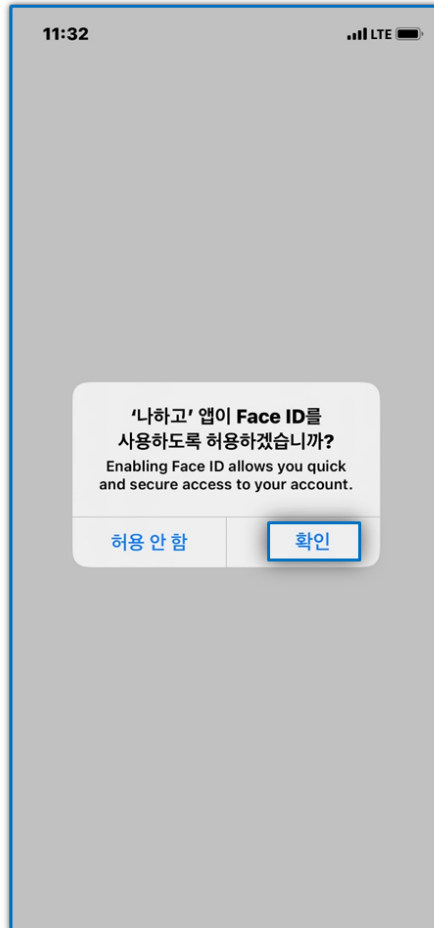 11:32 LTE
‘나하고’ 앱이 Face ID를
사용하도록 허용하겠습니까?
Enabling Face ID allows you quick
and secure access to your account.
허용 안 함 확인